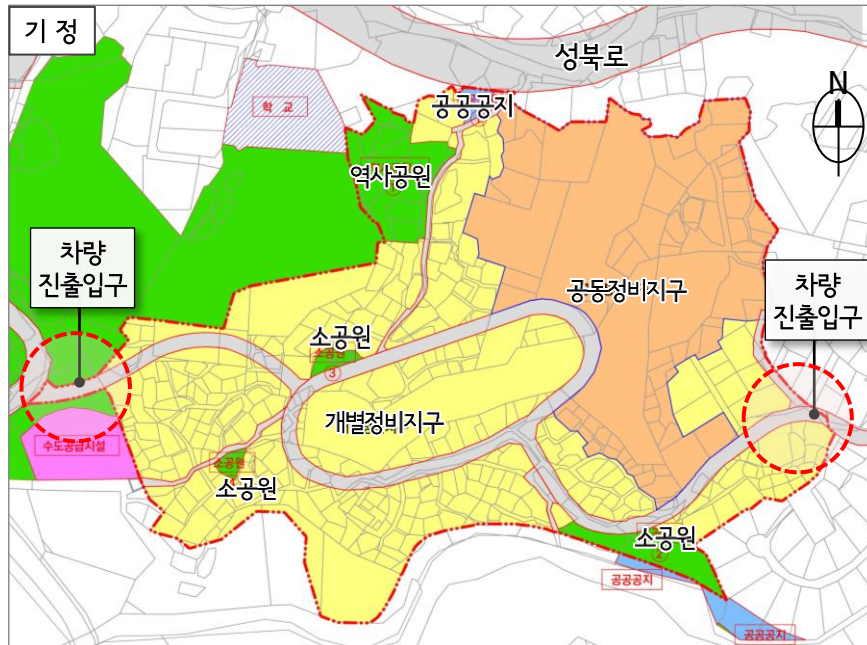 기 정
성북로
N
학 교
공공공지
역사공원
차량
진출입구
공동정비지구
차량
진출입구
소공원
소공원
③
개별정비지구
수도공급시설
소공원
소공원
소공원
②
공공공지
공공공지